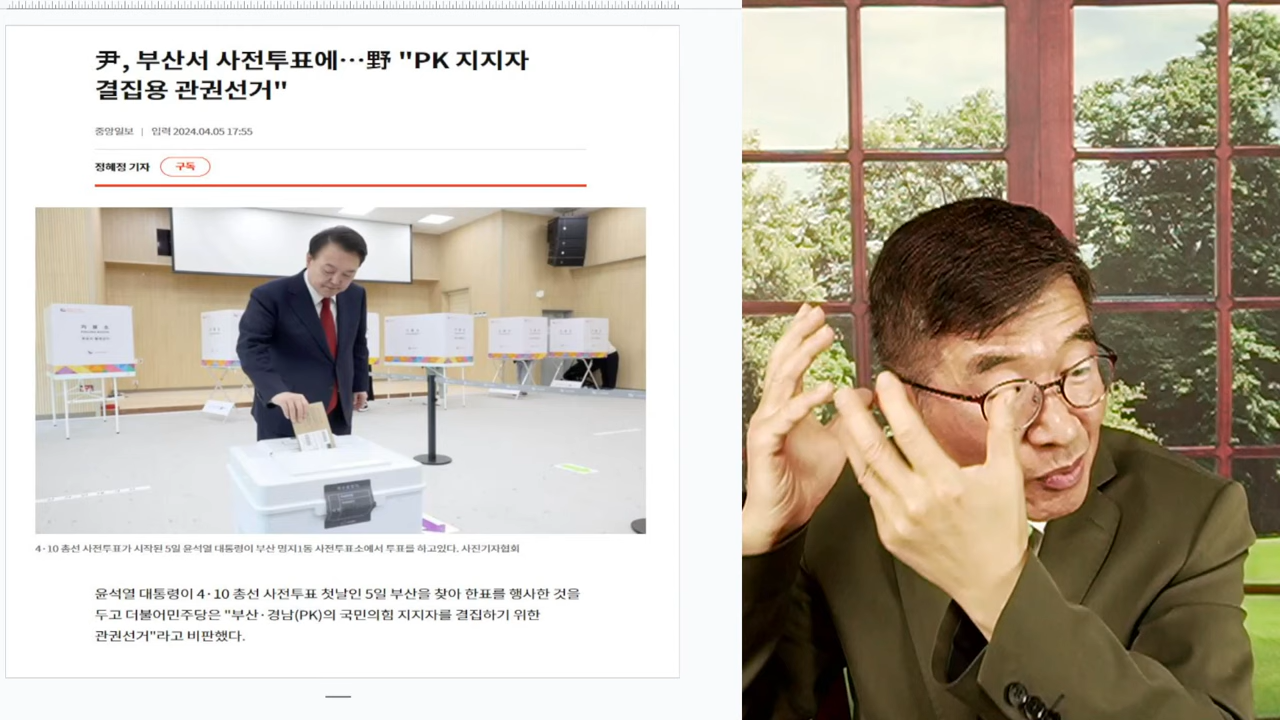 尹, 부산서 사전투표에…野 "PK 지지자
결집용 관권선거"
중앙일보 | 입력 2024.04.05 17:55
정혜정 기자 구독
4·10 총선 사전투표가 시작된 5일 윤석열 대통령이 부산 명지1동 사전투표소에서 투표를 하고있다. 사진기자협회
윤석열 대통령이 4·10 총선 사전투표 첫날인 5일 부산을 찾아 한표를 행사한 것을
두고 더불어민주당은 "부산·경남(PK)의 국민의힘 지지자를 결집하기 위한
관권선거"라고 비판했다.